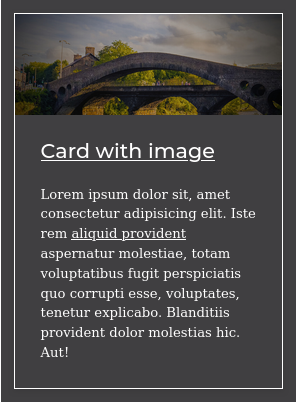 Card with image
Lorem ipsum dolor sit, amet
consectetur adipisicing elit. Iste
rem aliquid provident
aspernatur molestiae, totam
voluptatibus fugit perspiciatis
quo corrupti esse, voluptates,
tenetur explicabo. Blanditiis
provident dolor molestias hic.
Aut!